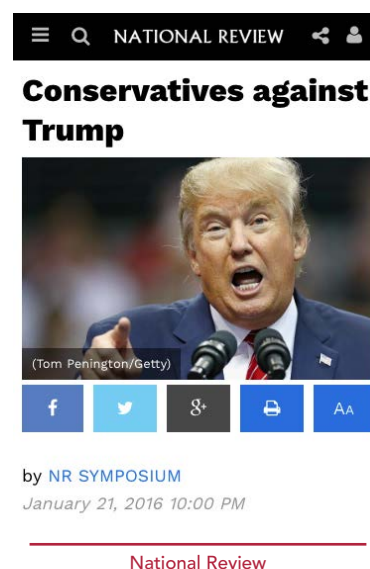 NATIONAL REVIEW
Conservatives against
Trump
(Tom Penington/Getty)
f
g+
AA
by NR SYMPOSIUM
January 21, 2016 10:00 PM
National Review